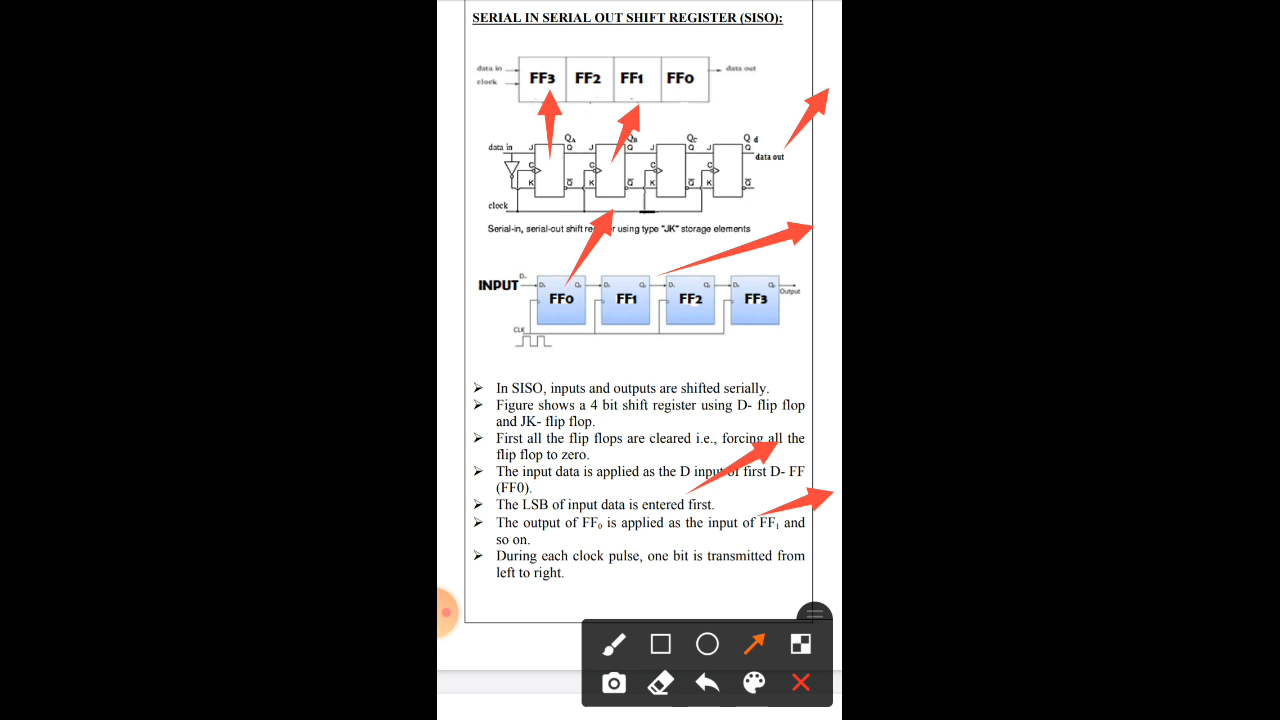 SERIAL IN SERIAL OUT SHIFT REGISTER (SISO):
data in
clock
FF3 FF2 FF1 FF0
data out
QA QB QC Qd
data in J Q J Q J Q J Q
data out
C C C C
K Q̅ K Q̅ K Q̅ K Q̅
clock
Serial-in, serial-out shift using type "JK" storage elements
INPUT
FF0 FF1 FF2 FF3
Output
CLK
➢ In SISO, inputs and outputs are shifted serially.
➢ Figure shows a 4 bit shift register using D- flip flop
and JK- flip flop.
➢ First all the flip flops are cleared i.e., forcing all the
flip flop to zero.
➢ The input data is applied as the D input of first D- FF
(FF0).
➢ The LSB of input data is entered first.
➢ The output of FF₀ is applied as the input of FF₁ and
so on.
➢ During each clock pulse, one bit is transmitted from
left to right.